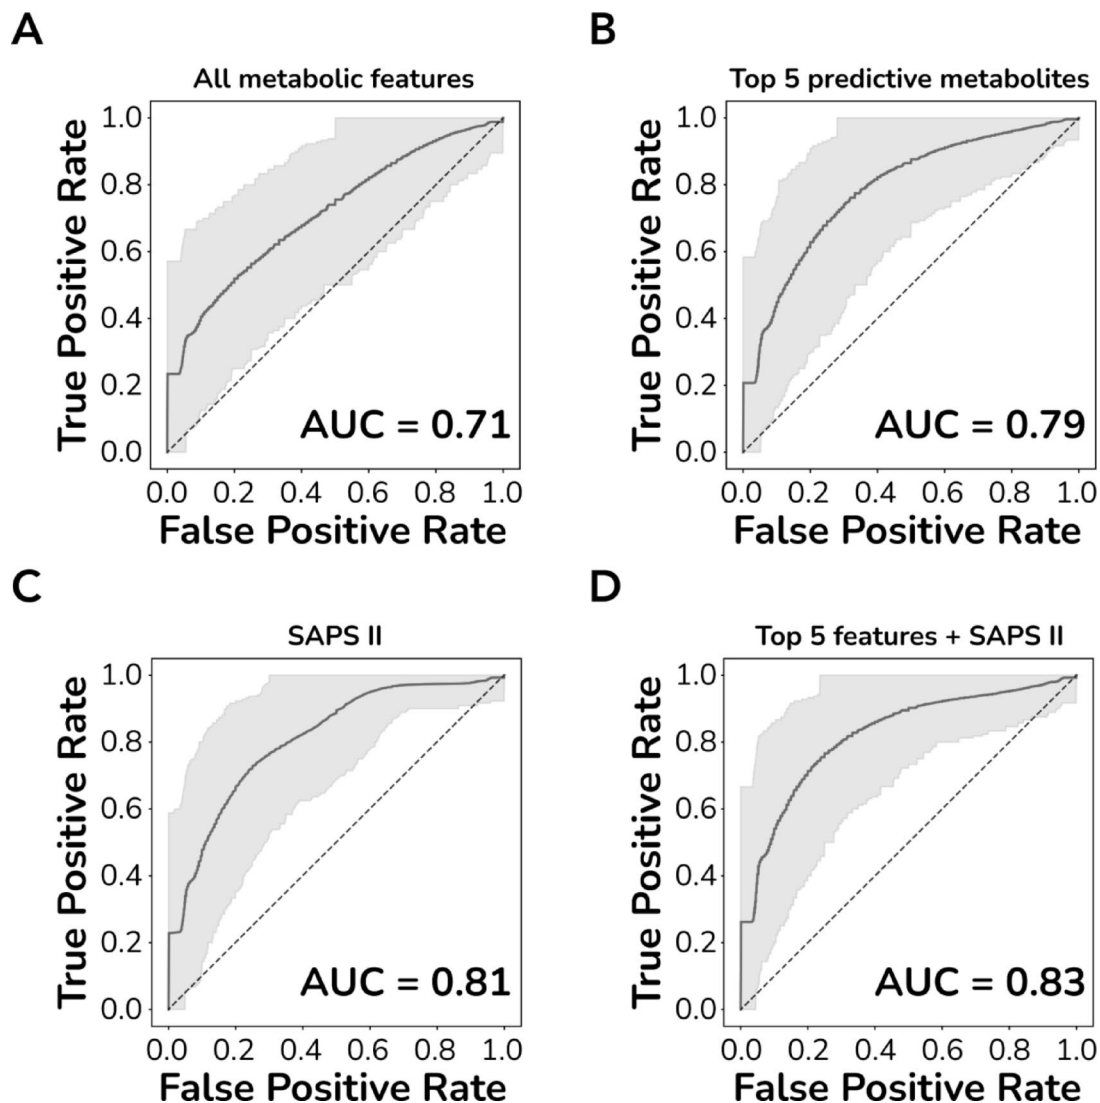 A
All metabolic features
True Positive Rate
1.0
0.8
0.6
0.4
0.2
0.0
AUC = 0.71
0.0 0.2 0.4 0.6 0.8 1.0
False Positive Rate
B
Top 5 predictive metabolites
True Positive Rate
1.0
0.8
0.6
0.4
0.2
0.0
AUC = 0.79
0.0 0.2 0.4 0.6 0.8 1.0
False Positive Rate
C
SAPS II
True Positive Rate
1.0
0.8
0.6
0.4
0.2
0.0
AUC = 0.81
0.0 0.2 0.4 0.6 0.8 1.0
False Positive Rate
D
Top 5 features + SAPS II
True Positive Rate
1.0
0.8
0.6
0.4
0.2
0.0
AUC = 0.83
0.0 0.2 0.4 0.6 0.8 1.0
False Positive Rate